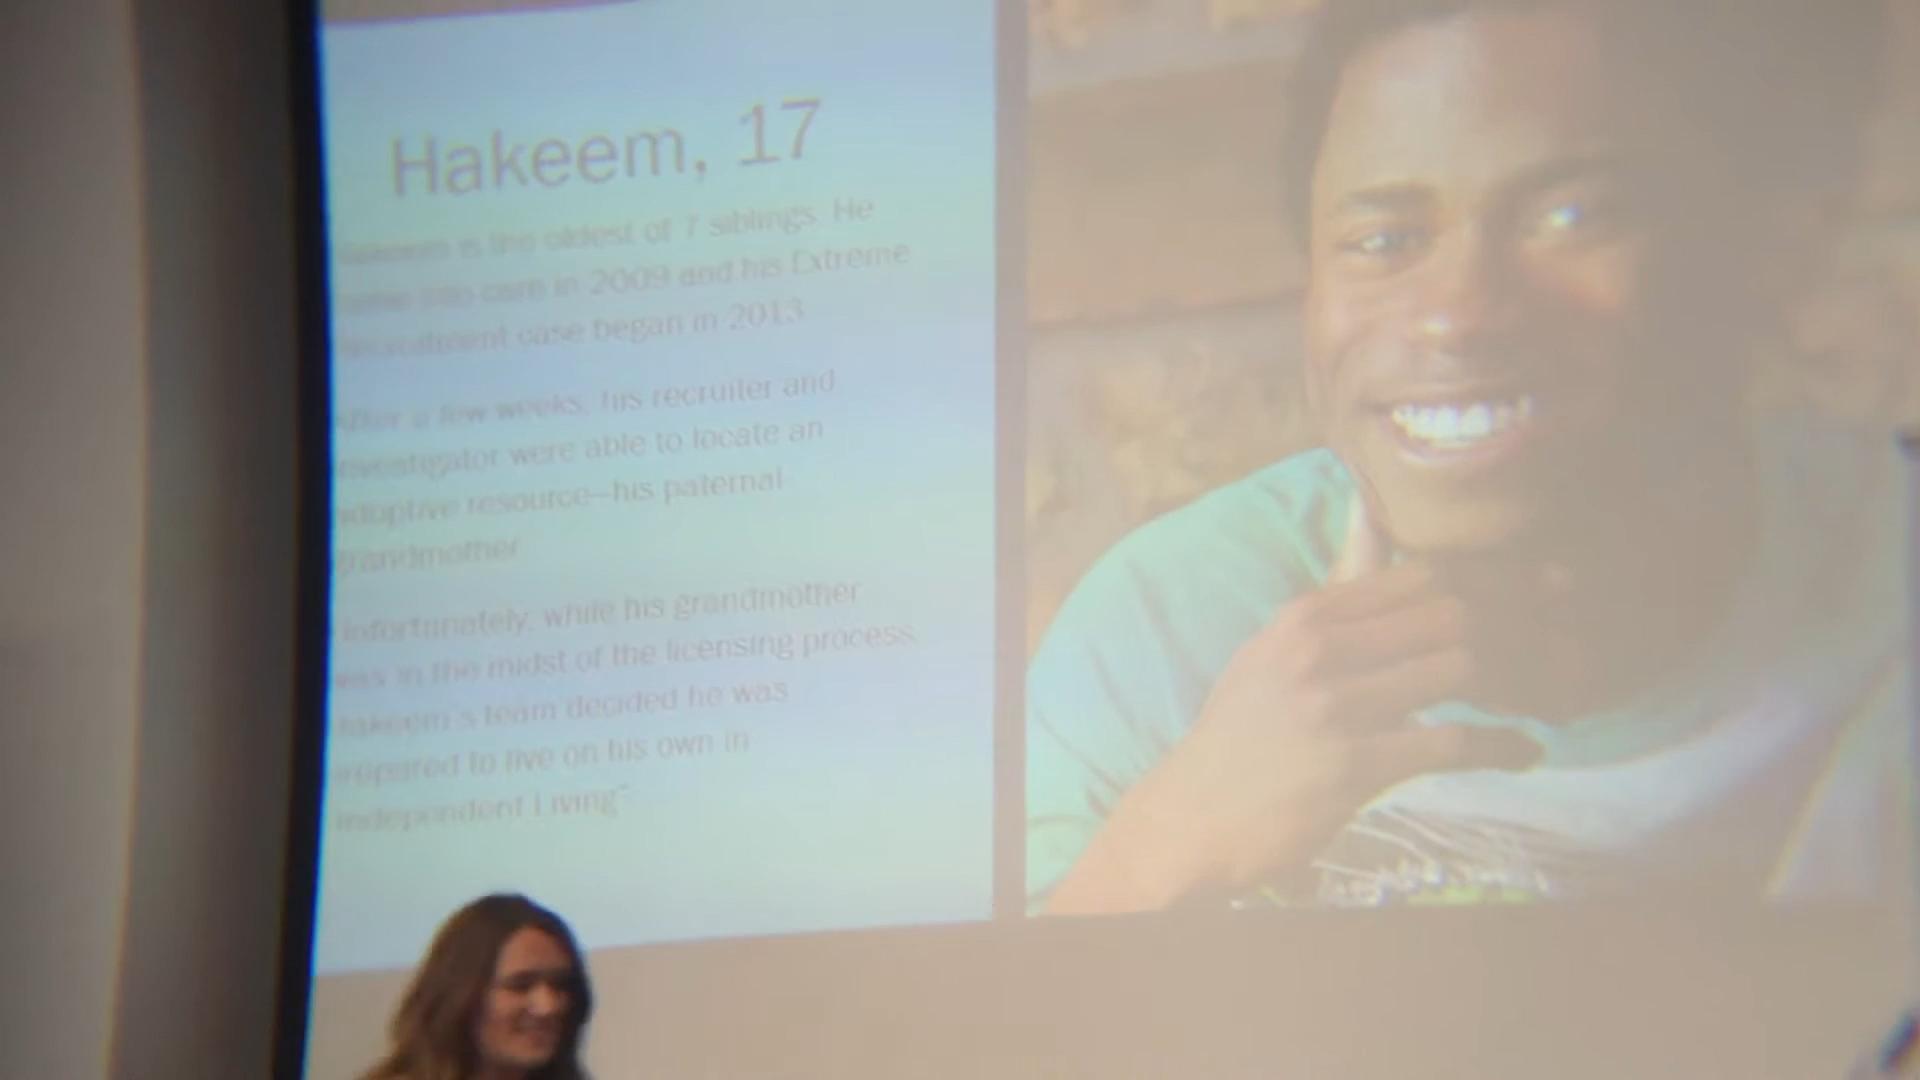 Hakeem, 17
Hakeem is the oldest of 7 siblings. He
came into care in 2009 and his Extreme
Recruitment case began in 2013
After a few weeks, his recruiter and
investigator were able to locate an
adoptive resource—his paternal
grandmother
Unfortunately, while his grandmother
was in the midst of the licensing process,
Hakeem's team decided he was
prepared to live on his own in
Independent Living"